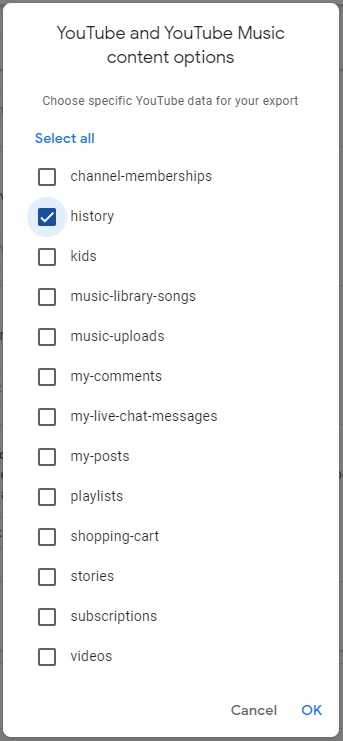 YouTube and YouTube Music
content options
Choose specific YouTube data for your export
Select all
channel-memberships
history
kids
music-library-songs
music-uploads
my-comments
my-live-chat-messages
my-posts
playlists
shopping-cart
stories
subscriptions
videos
Cancel OK